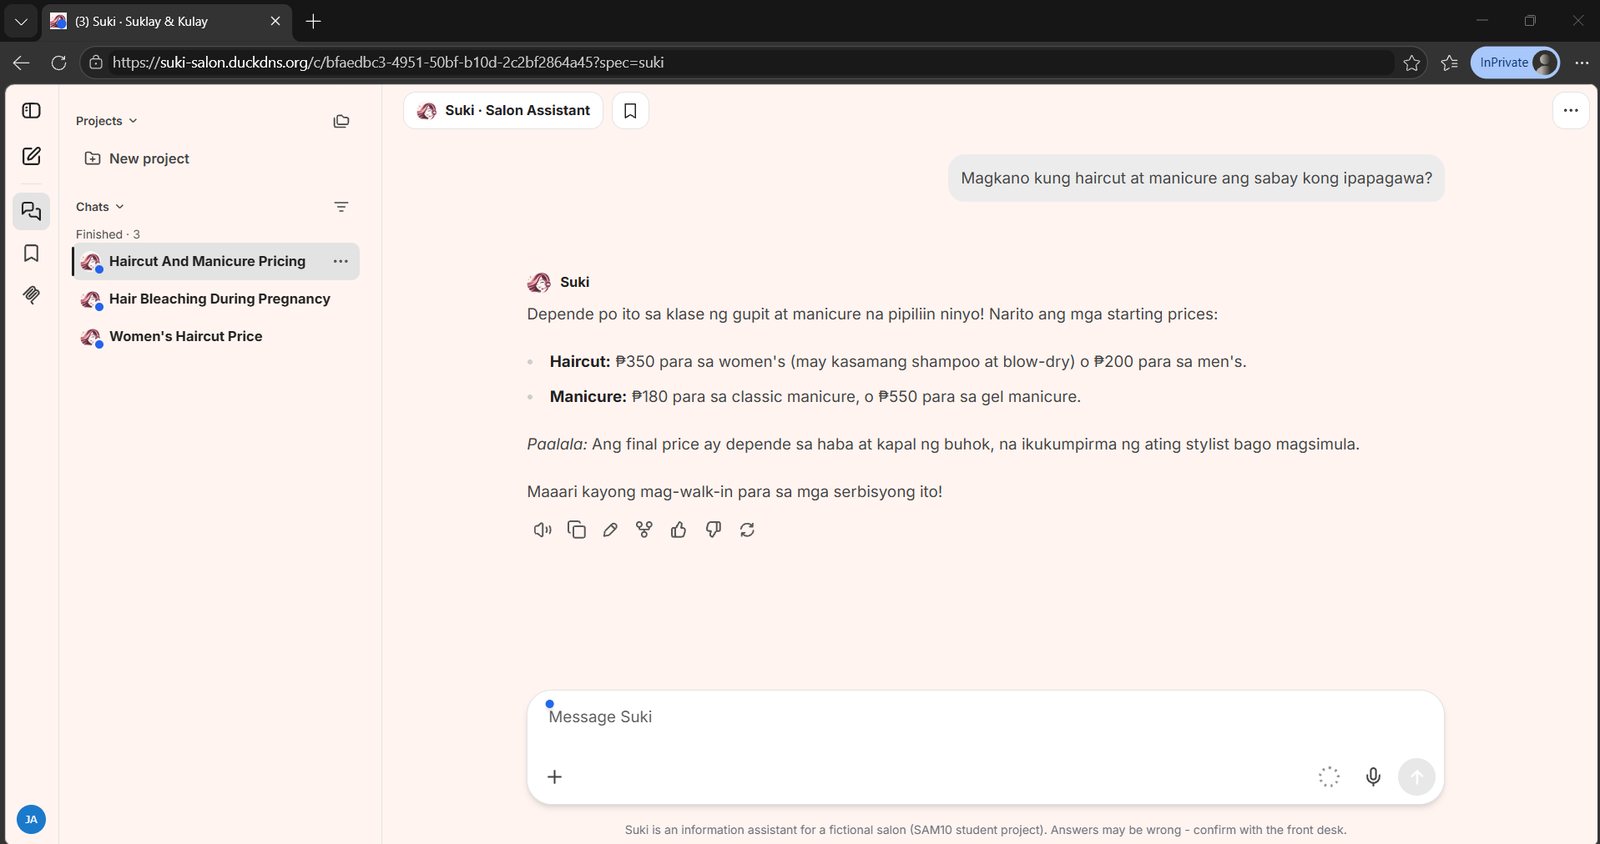 (3) Suki · Suklay & Kulay
https://suki-salon.duckdns.org/c/bfaedbc3-4951-50bf-b10d-2c2bf2864a45?spec=suki
InPrivate
Projects
New project
Chats
Finished · 3
Haircut And Manicure Pricing
Hair Bleaching During Pregnancy
Women's Haircut Price
JA
Suki · Salon Assistant
Magkano kung haircut at manicure ang sabay kong ipapagawa?
Suki
Depende po ito sa klase ng gupit at manicure na pipiliin ninyo! Narito ang mga starting prices:
Haircut: ₱350 para sa women's (may kasamang shampoo at blow-dry) o ₱200 para sa men's.
Manicure: ₱180 para sa classic manicure, o ₱550 para sa gel manicure.
Paalala: Ang final price ay depende sa haba at kapal ng buhok, na ikukumpirma ng ating stylist bago magsimula.
Maaari kayong mag-walk-in para sa mga serbisyong ito!
Message Suki
Suki is an information assistant for a fictional salon (SAM10 student project). Answers may be wrong - confirm with the front desk.